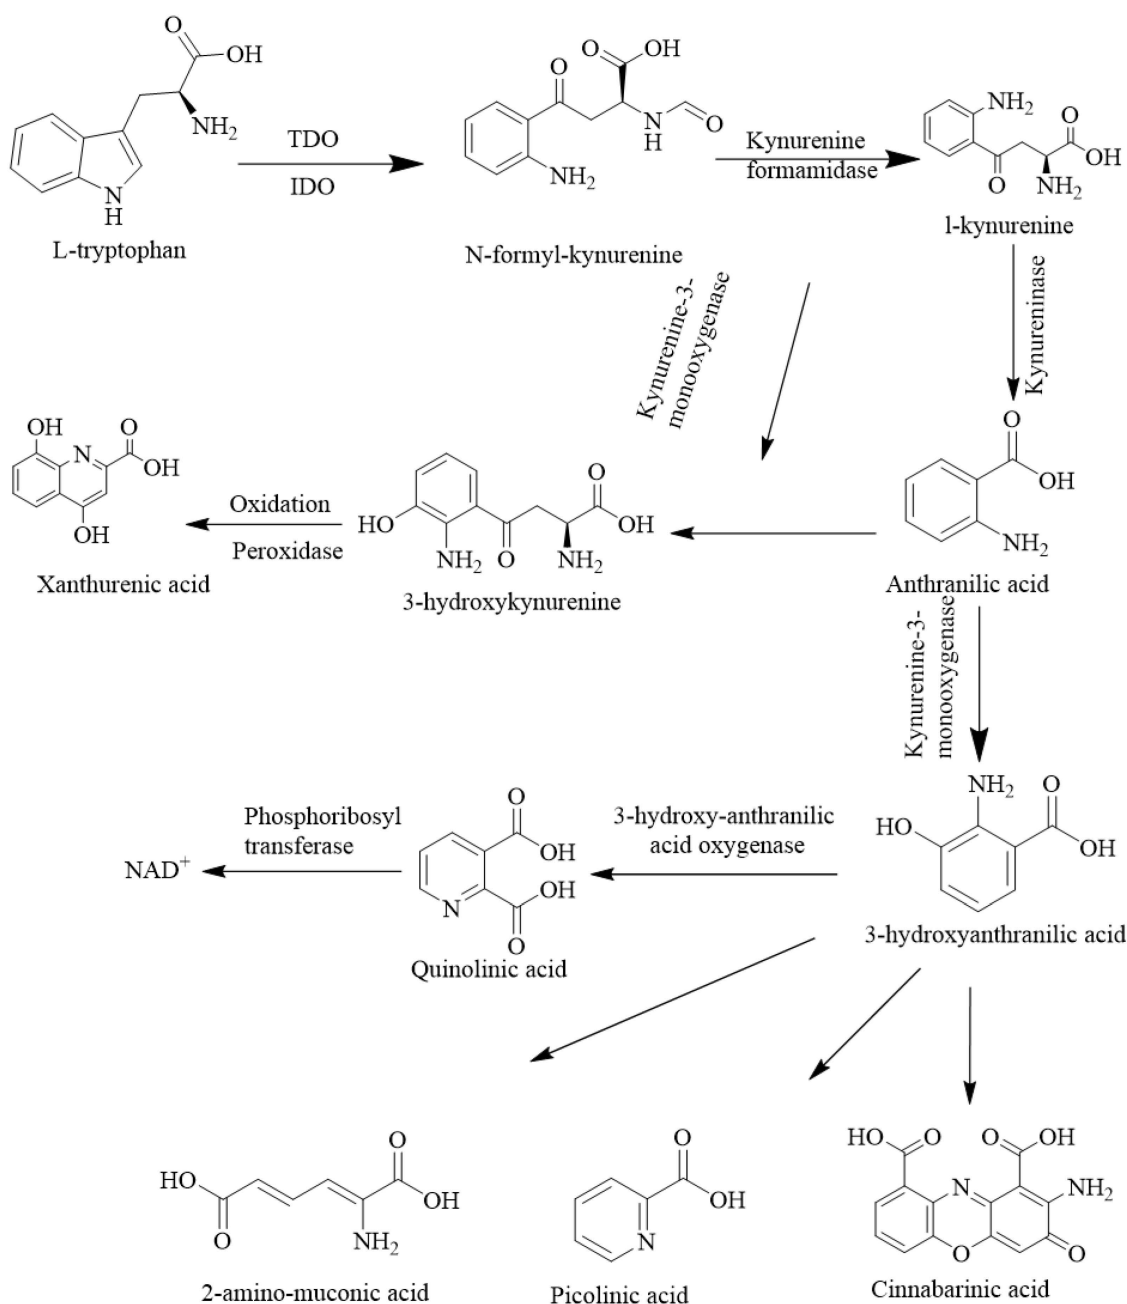 O
OH
NH2
N
H
L-tryptophan
TDO
IDO
O
O
OH
N
H
O
NH2
N-formyl-kynurenine
Kynurenine
formamidase
NH2
O
OH
O
NH2
l-kynurenine
Kynurenine-3-
monooxygenase
Kynureninase
OH
N
O
OH
OH
Xanthurenic acid
Oxidation
Peroxidase
HO
NH2
O
NH2
O
OH
3-hydroxykynurenine
O
OH
NH2
Anthranilic acid
Kynurenine-3-
monooxygenase
NAD+
Phosphoribosyl
transferase
O
OH
OH
N
O
Quinolinic acid
3-hydroxy-anthranilic
acid oxygenase
NH2
O
HO
OH
3-hydroxyanthranilic acid
HO
O
O
OH
NH2
2-amino-muconic acid
O
OH
N
Picolinic acid
HO
O
O
OH
N
NH2
O
O
Cinnabarinic acid